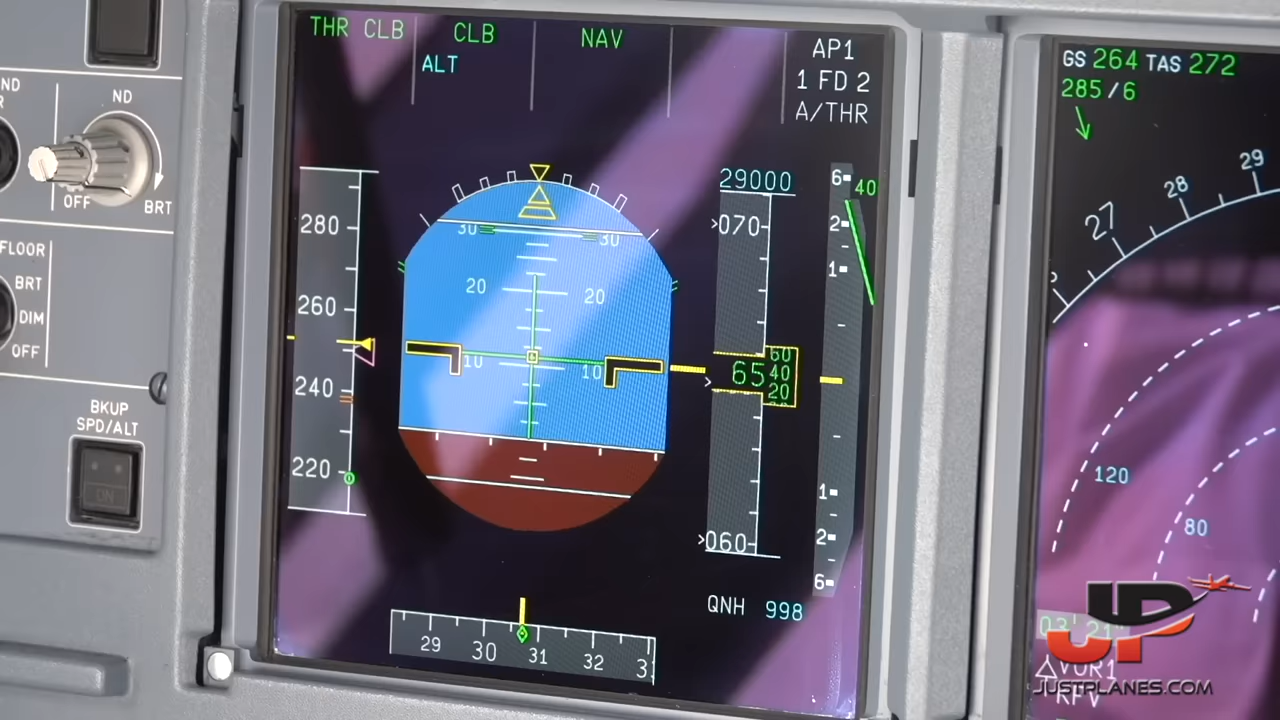 THR CLB CLB NAV
ALT
AP1
1 FD 2
A/THR
GS 264 TAS 272
285/6
ND
OFF BRT
FLOOR
BRT
DIM
OFF
BKUP
SPD/ALT
ON
280
260
240
220
30 30
20 20
10 10
29000
070
65 60
40
20
060
QNH 998
6 40
2
1
1
2
6
29 30 31 32
27 28 29
120
80
VOR1
JP
JUSTPLANES.COM